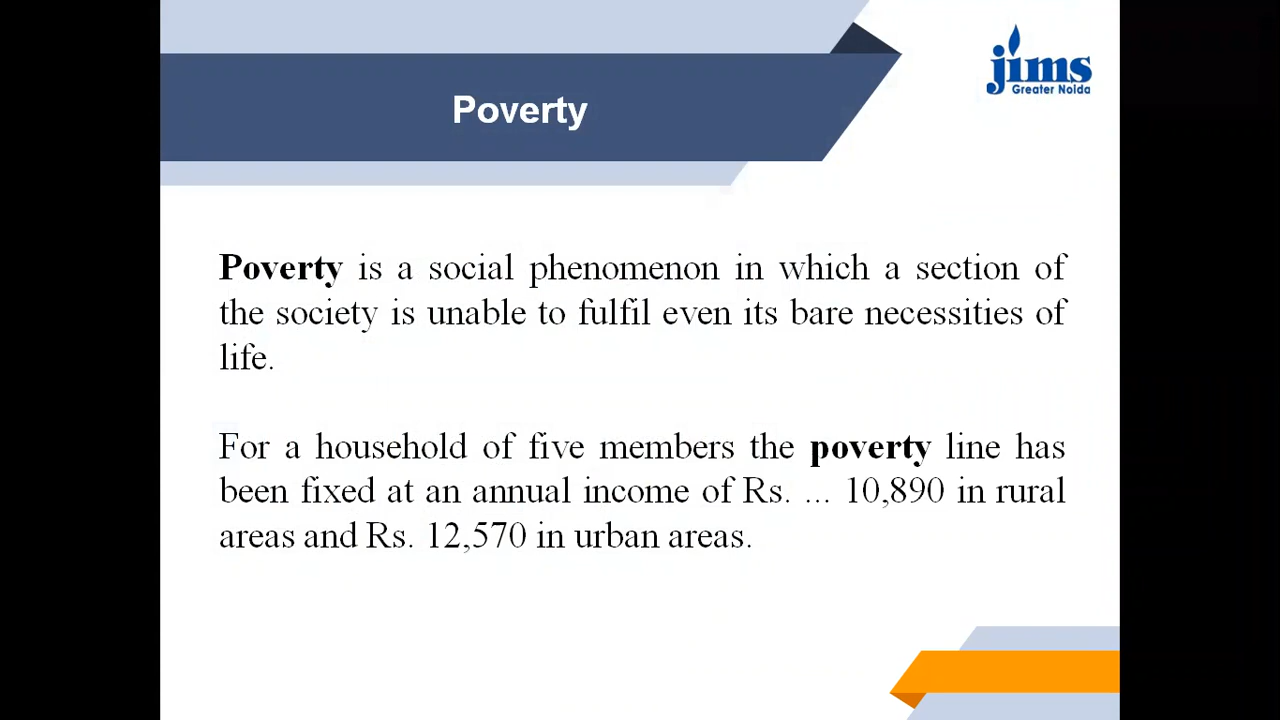 jims
Greater Noida
Poverty
Poverty is a social phenomenon in which a section of
the society is unable to fulfil even its bare necessities of
life.
For a household of five members the poverty line has
been fixed at an annual income of Rs. ... 10,890 in rural
areas and Rs. 12,570 in urban areas.